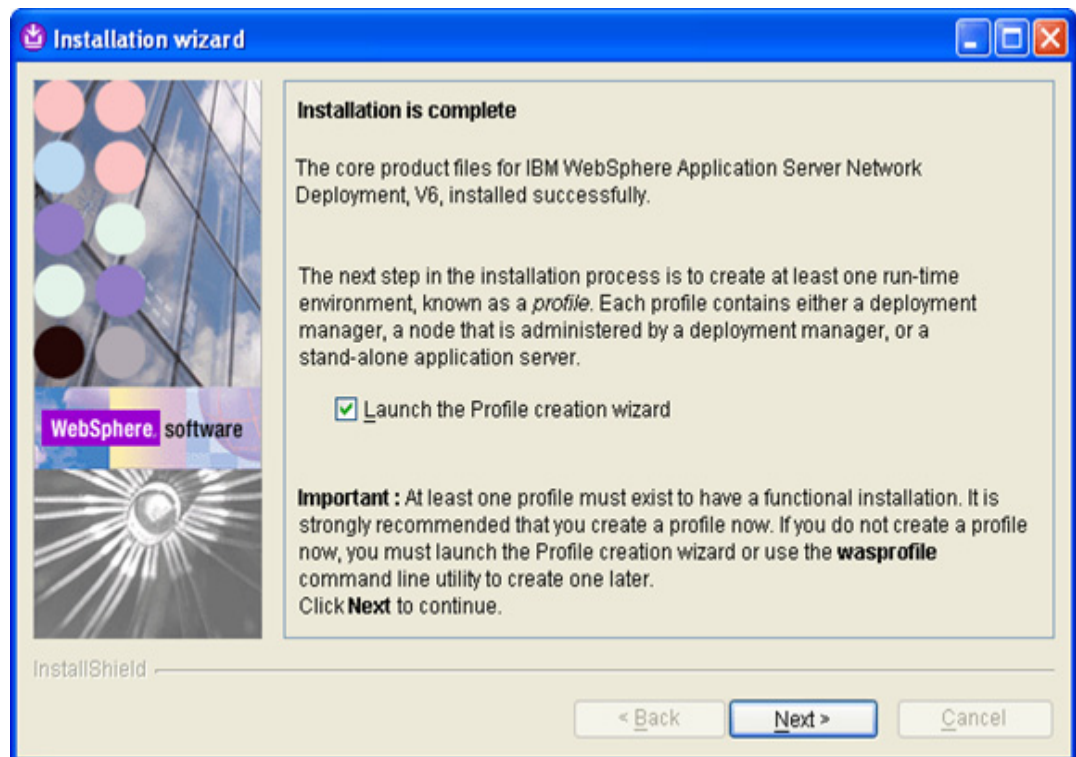 Installation wizard
Installation is complete
The core product files for IBM WebSphere Application Server Network
Deployment, V6, installed successfully.
The next step in the installation process is to create at least one run-time
environment, known as a profile. Each profile contains either a deployment
manager, a node that is administered by a deployment manager, or a
stand-alone application server.
Launch the Profile creation wizard
WebSphere. software
Important : At least one profile must exist to have a functional installation. It is
strongly recommended that you create a profile now. If you do not create a profile
now, you must launch the Profile creation wizard or use the wasprofile
command line utility to create one later.
Click Next to continue.
InstallShield
< Back
Next >
Cancel